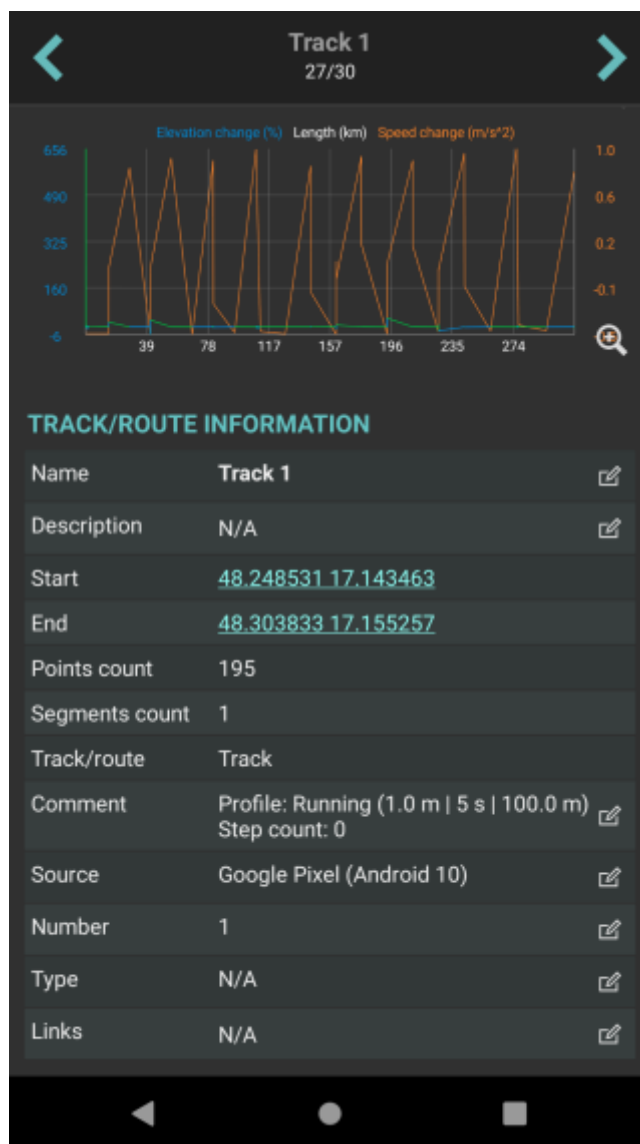 Track 1
27/30
Elevation change (%) Length (km) Speed change (m/s^2)
656
490
325
160
-6
1.0
0.6
0.2
-0.1
39 78 117 157 196 235 274
TRACK/ROUTE INFORMATION
Name Track 1
Description N/A
Start 48.248531 17.143463
End 48.303833 17.155257
Points count 195
Segments count 1
Track/route Track
Comment Profile: Running (1.0 m | 5 s | 100.0 m)
Step count: 0
Source Google Pixel (Android 10)
Number 1
Type N/A
Links N/A